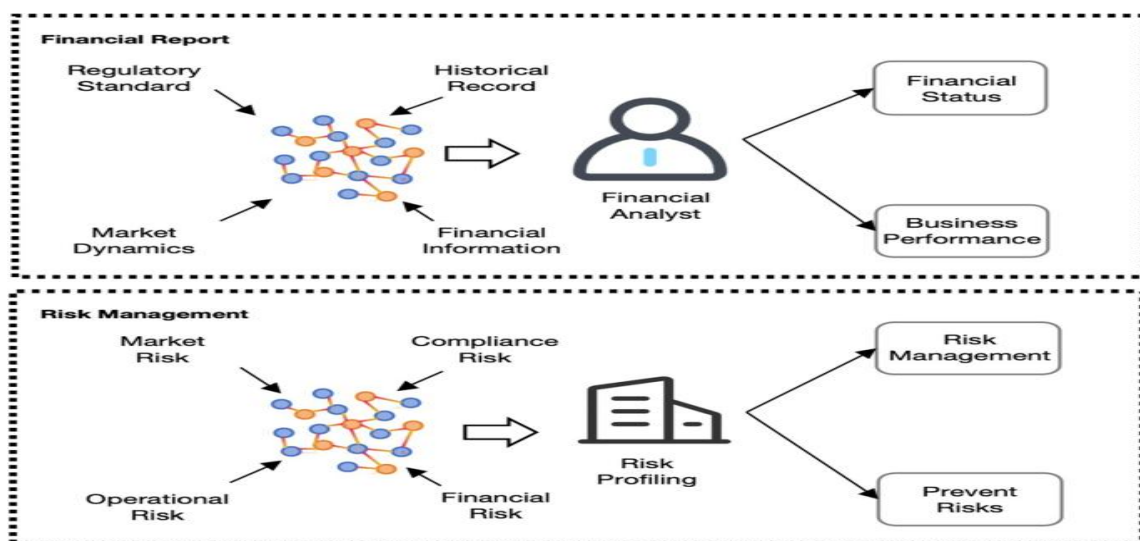 Financial Report
Regulatory
Standard
Historical
Record
Market
Dynamics
Financial
Information
Financial
Analyst
Financial
Status
Business
Performance
Risk Management
Market
Risk
Compliance
Risk
Operational
Risk
Financial
Risk
Risk
Profiling
Risk
Management
Prevent
Risks